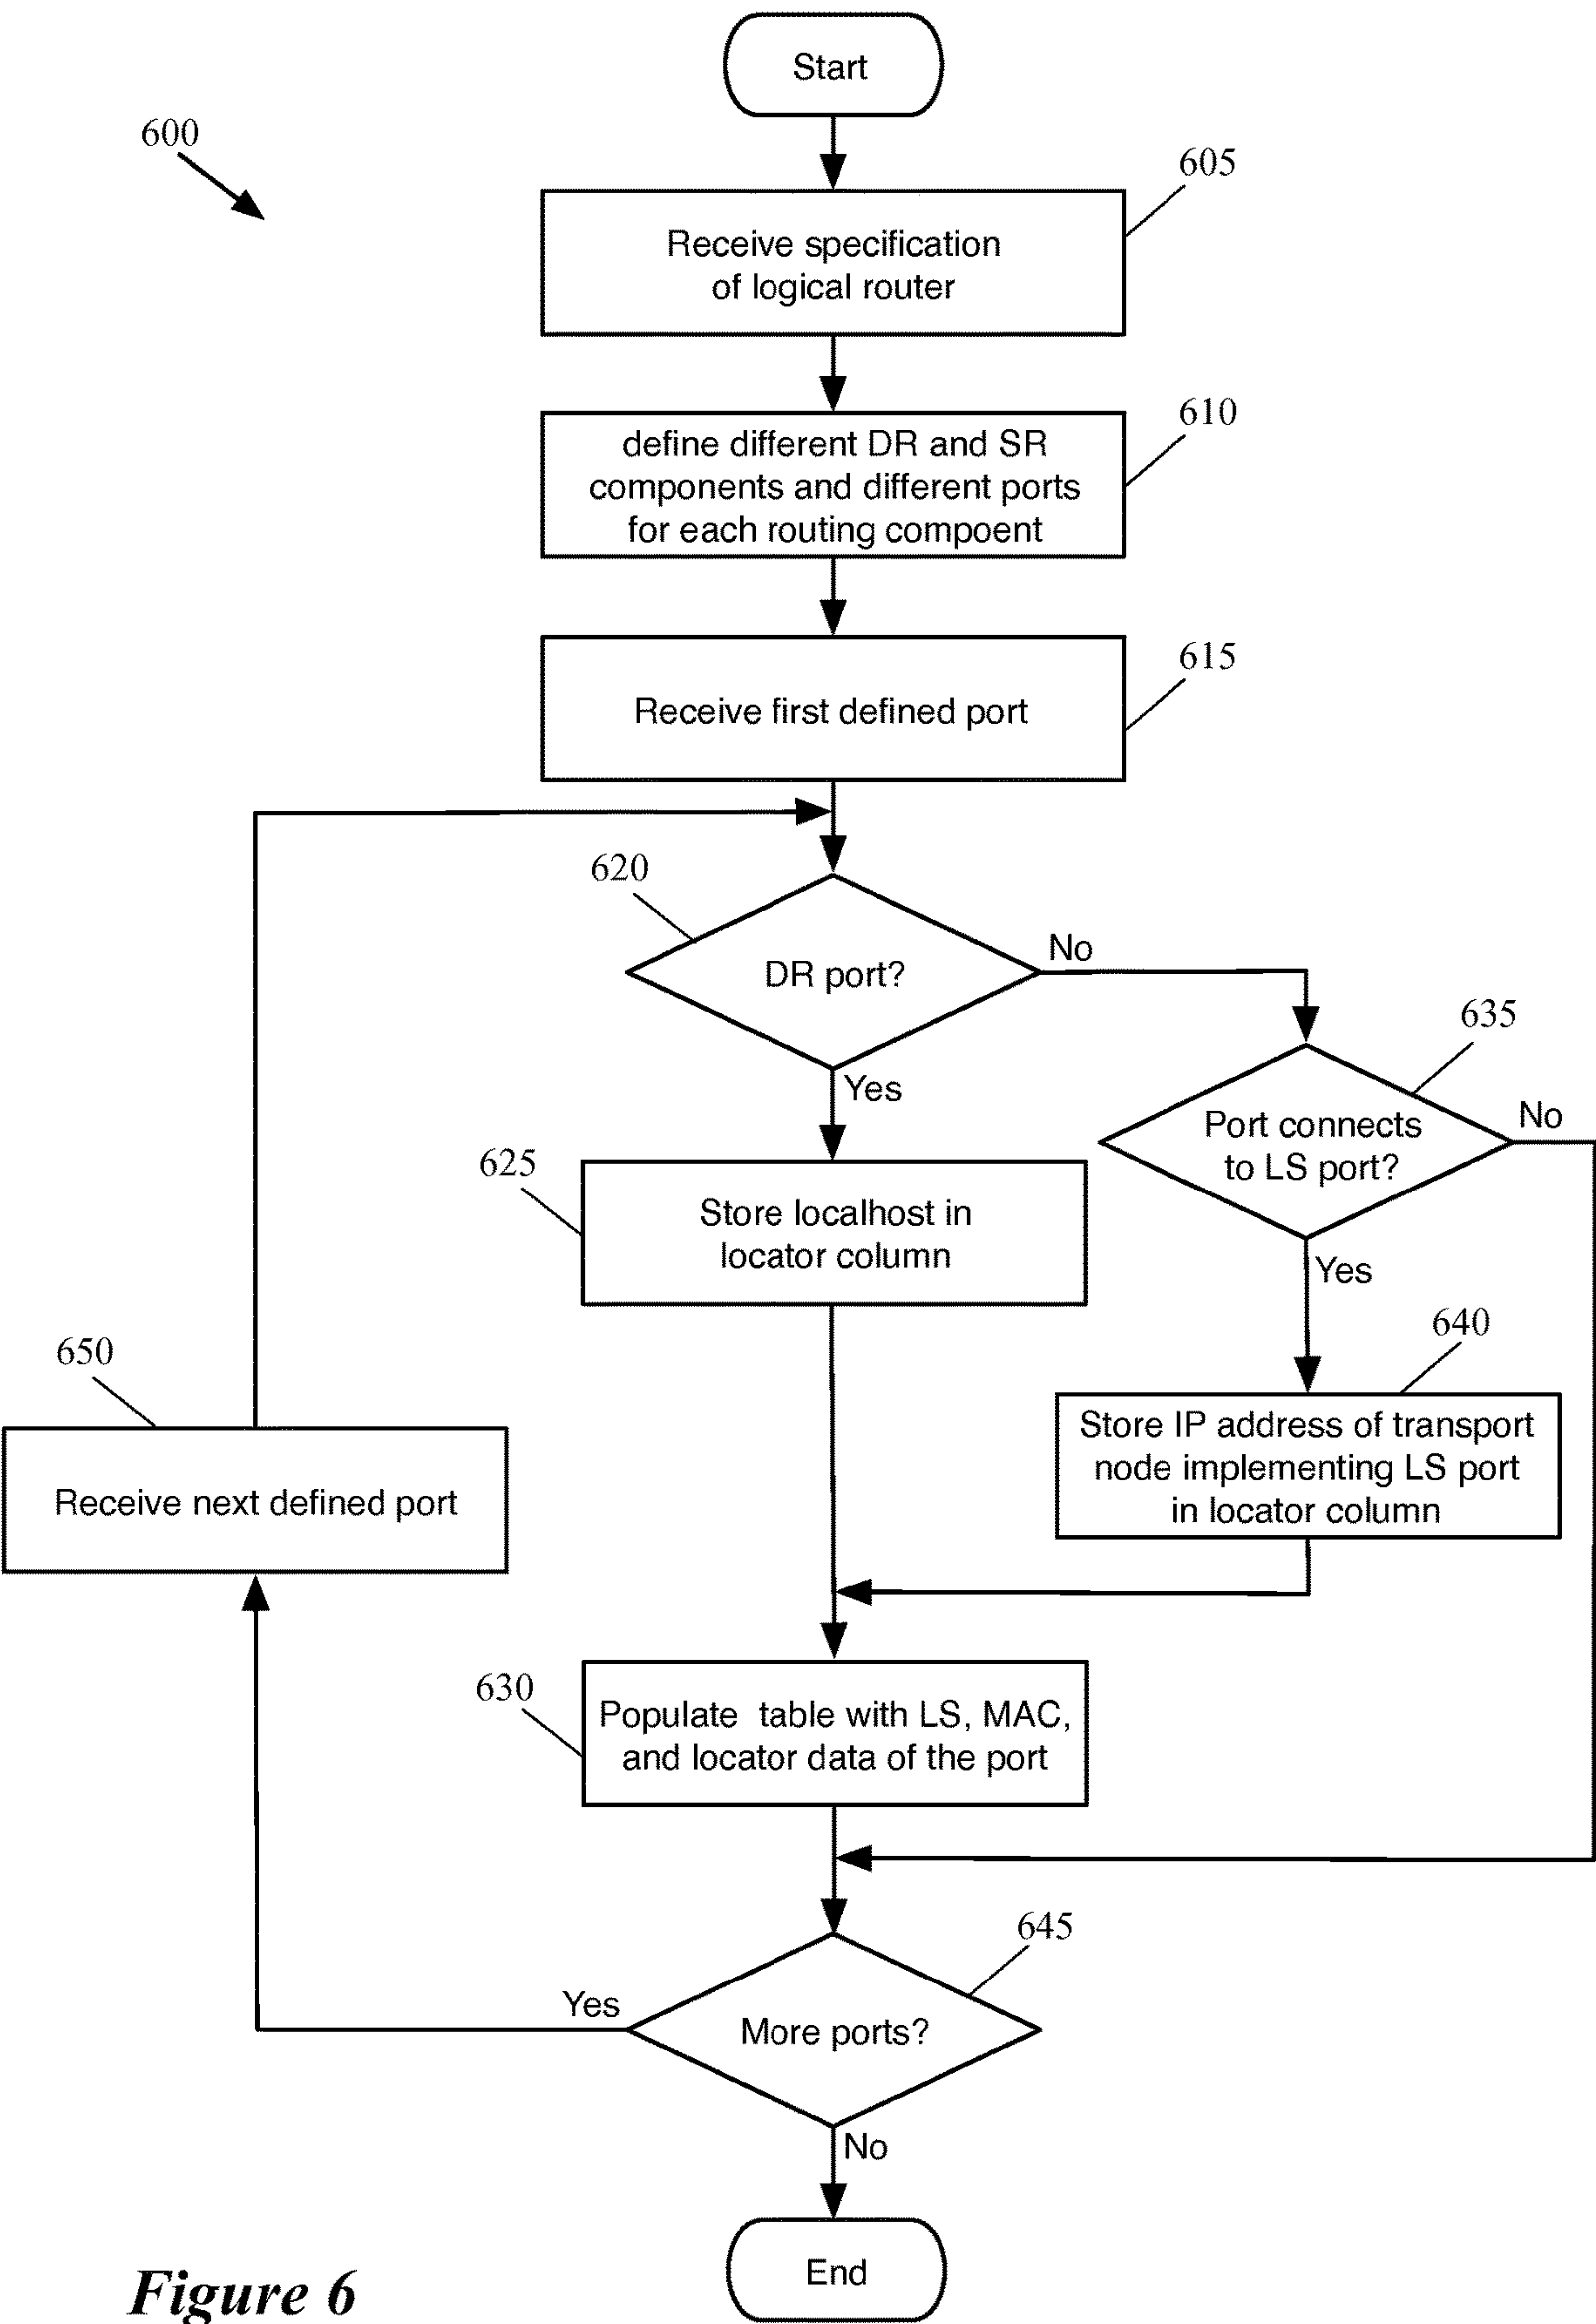 Start
600
605
Receive specification
of logical router
610
define different DR and SR
components and different ports
for each routing compoent
615
Receive first defined port
620
DR port?
No
Yes
635
Port connects
to LS port?
No
Yes
625
Store localhost in
locator column
640
Store IP address of transport
node implementing LS port
in locator column
650
Receive next defined port
630
Populate table with LS, MAC,
and locator data of the port
645
More ports?
Yes
No
End
Figure 6